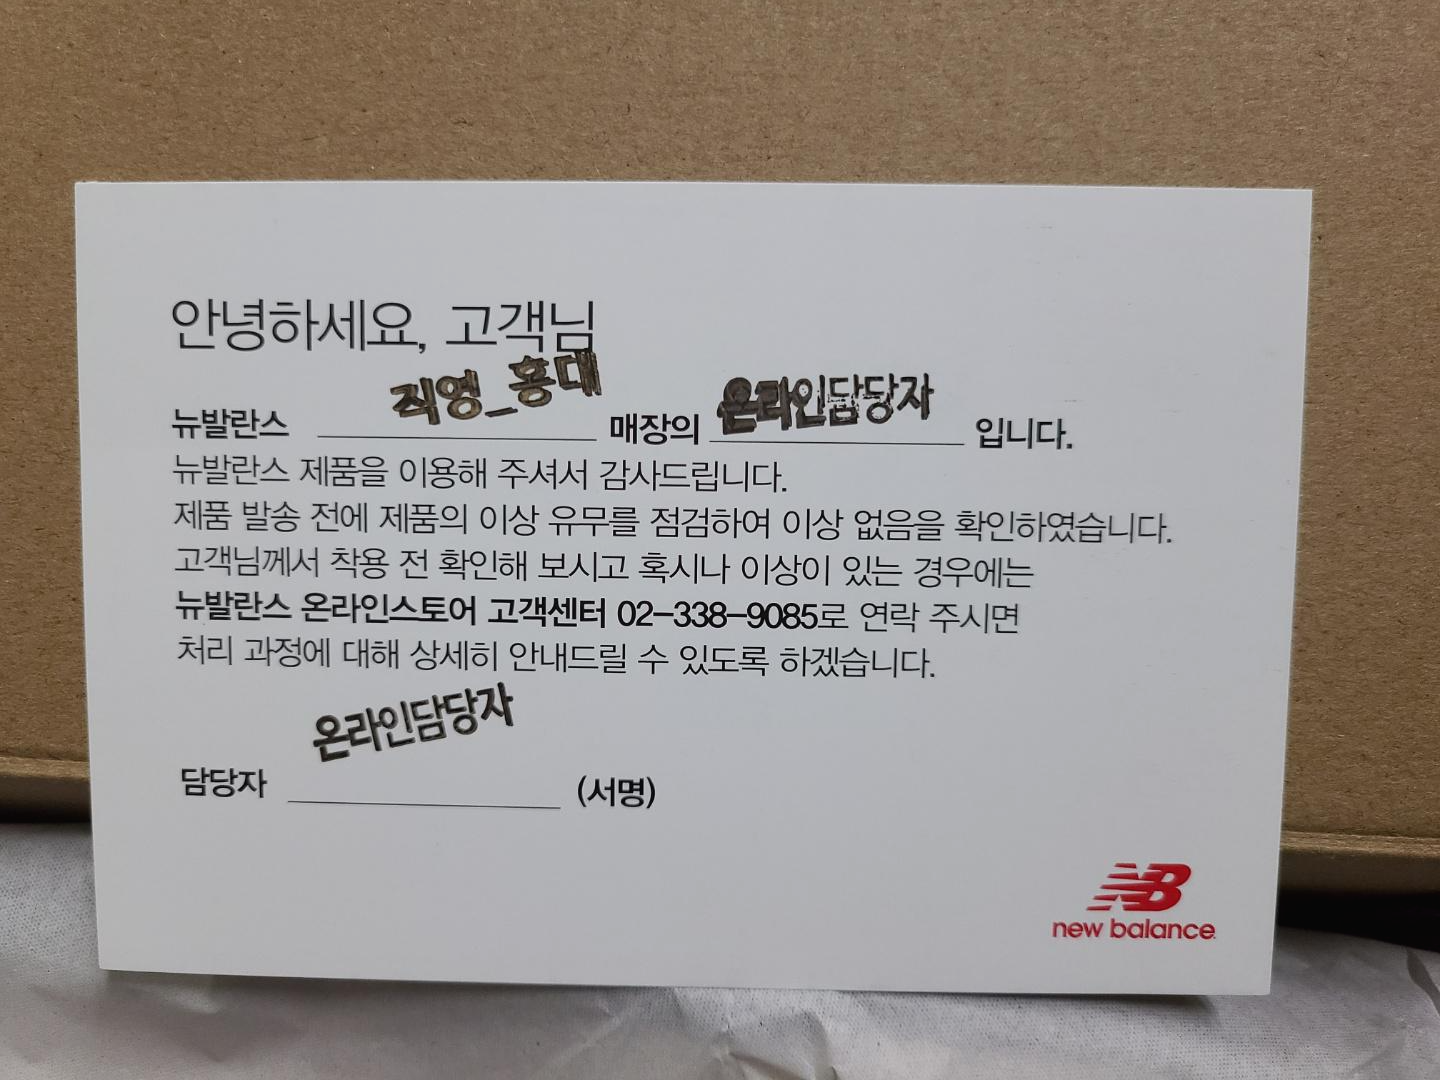 안녕하세요, 고객님
뉴발란스 직영_홍대 매장의 온라인담당자 입니다.
뉴발란스 제품을 이용해 주셔서 감사드립니다.
제품 발송 전에 제품의 이상 유무를 점검하여 이상 없음을 확인하였습니다.
고객님께서 착용 전 확인해 보시고 혹시나 이상이 있는 경우에는
뉴발란스 온라인스토어 고객센터 02-338-9085로 연락 주시면
처리 과정에 대해 상세히 안내드릴 수 있도록 하겠습니다.
담당자 온라인담당자 (서명)
NB
new balance